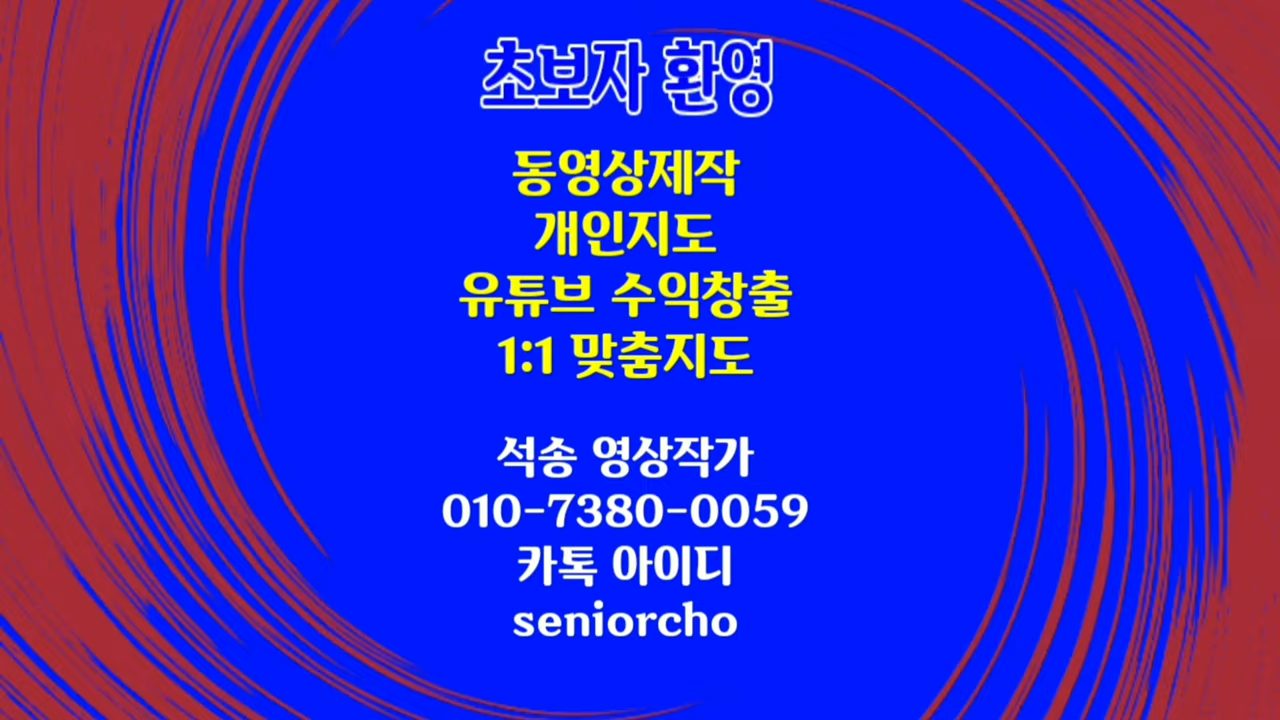 초보자 환영
동영상제작
개인지도
유튜브 수익창출
1:1 맞춤지도
석송 영상작가
010-7380-0059
카톡 아이디
seniorcho